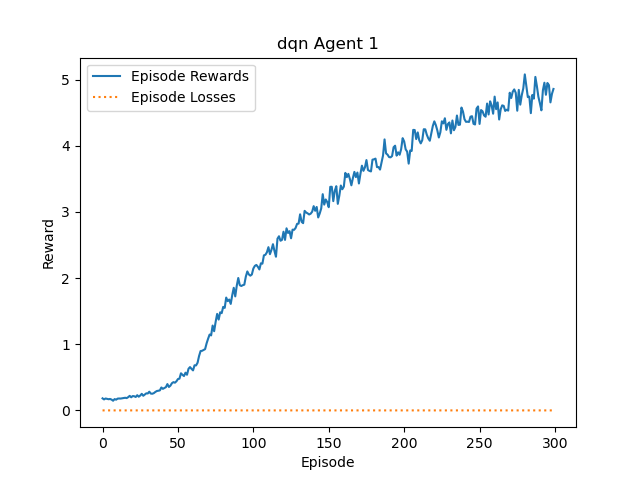 dqn Agent 1
Episode Rewards
Episode Losses
5
4
3
2
1
0
Reward
0 50 100 150 200 250 300
Episode